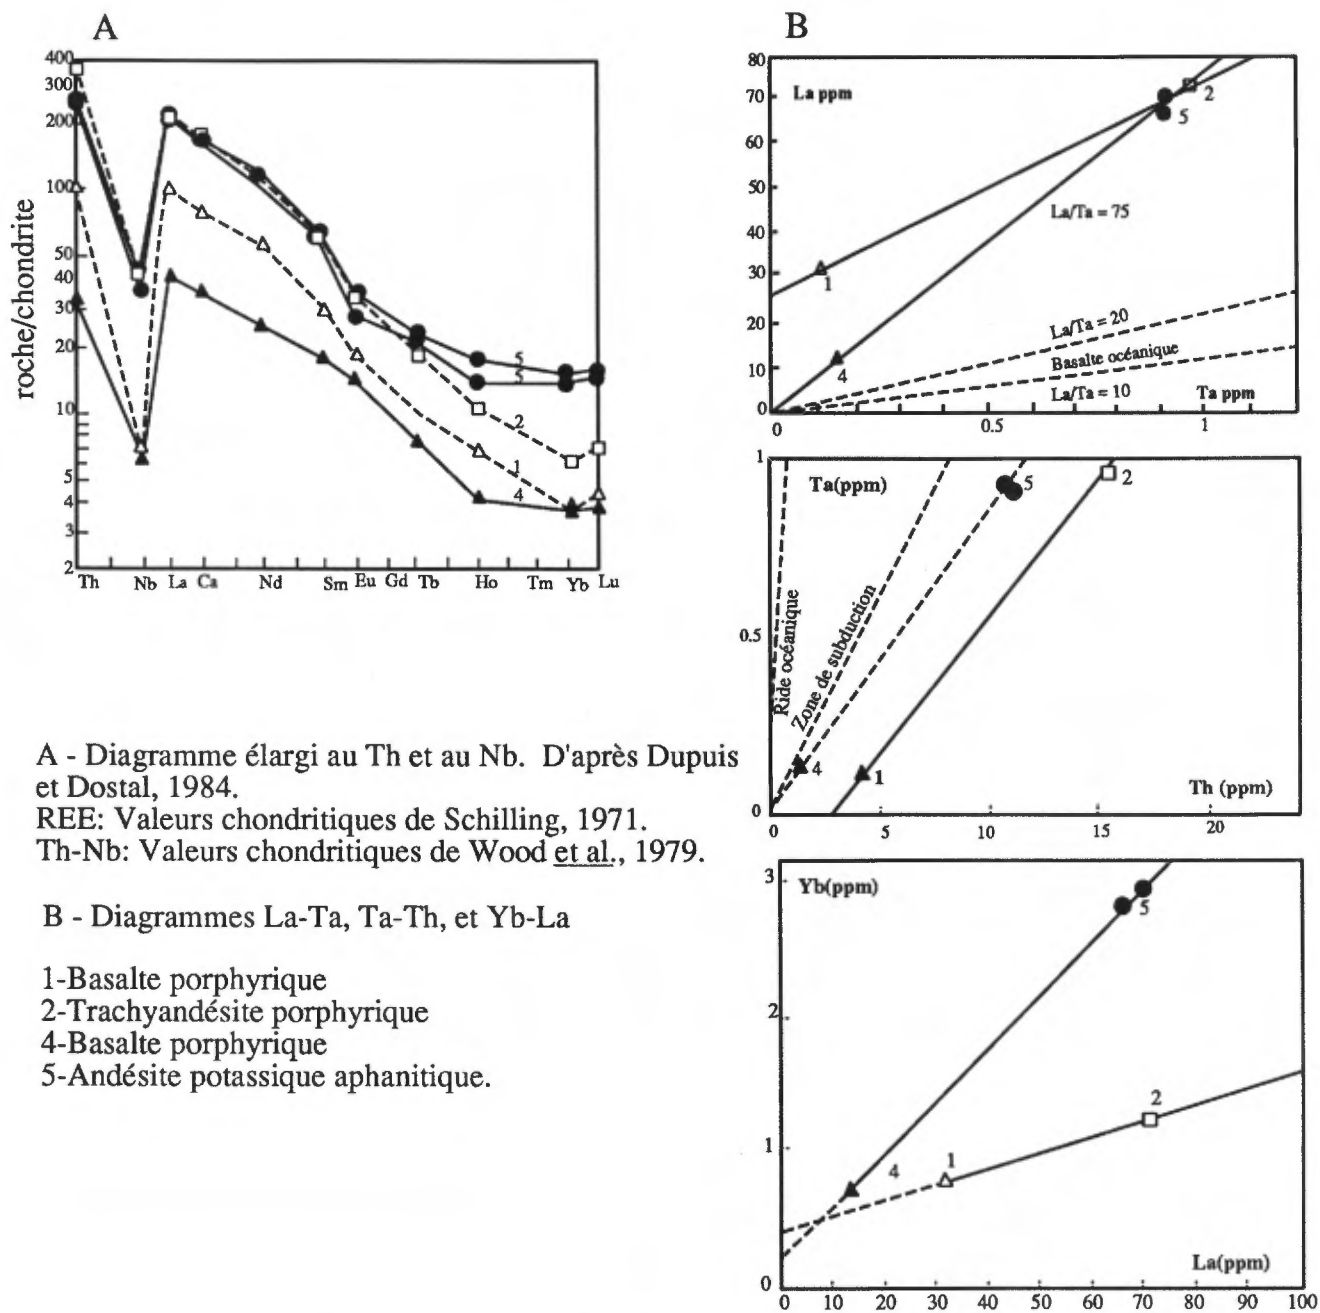 A
roche/chondrite
400
300
200
100
50
40
30
20
10
5
4
3
2
5
5
2
1
4
Th Nb La Ca Nd Sm Eu Gd Tb Ho Tm Yb Lu
A - Diagramme élargi au Th et au Nb. D'après Dupuis
et Dostal, 1984.
REE: Valeurs chondritiques de Schilling, 1971.
Th-Nb: Valeurs chondritiques de Wood et al., 1979.
B - Diagrammes La-Ta, Ta-Th, et Yb-La
1-Basalte porphyrique
2-Trachyandésite porphyrique
4-Basalte porphyrique
5-Andésite potassique aphanitique.
B
80
70
60
50
40
30
20
10
0
La ppm
2
5
La/Ta = 75
1
4
La/Ta = 20
Basalte océanique
La/Ta = 10
Ta ppm
0 0.5 1
1
0.5
0
Ta(ppm)
5
2
Ride océanique
Zone de subduction
4
1
Th (ppm)
0 5 10 15 20
3
2
1
0
Yb(ppm)
5
2
4
1
La(ppm)
0 10 20 30 40 50 60 70 80 90 100